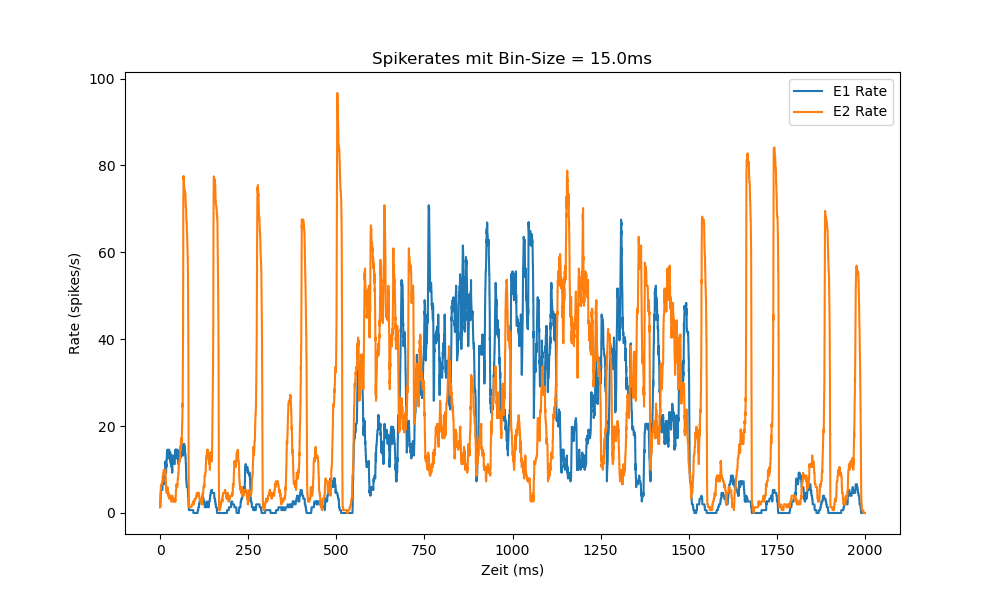 Spikerates mit Bin-Size = 15.0ms
E1 Rate
E2 Rate
100
80
60
40
20
0
Rate (spikes/s)
0 250 500 750 1000 1250 1500 1750 2000
Zeit (ms)